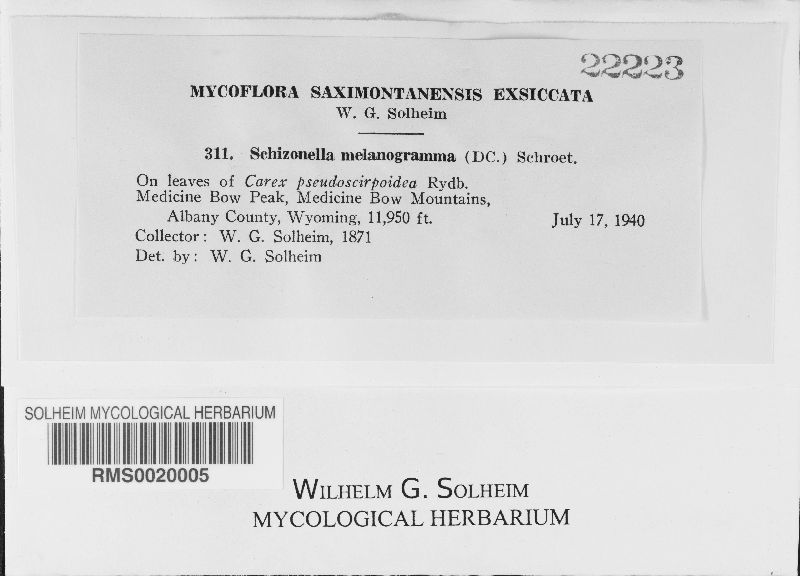 22223
MYCOFLORA SAXIMONTANENSIS EXSICCATA
W. G. Solheim
311. Schizonella melanogramma (DC.) Schroet.
On leaves of Carex pseudoscirpoidea Rydb.
Medicine Bow Peak, Medicine Bow Mountains,
Albany County, Wyoming, 11,950 ft. July 17, 1940
Collector: W. G. Solheim, 1871
Det. by: W. G. Solheim
SOLHEIM MYCOLOGICAL HERBARIUM
RMS0020005
WILHELM G. SOLHEIM
MYCOLOGICAL HERBARIUM